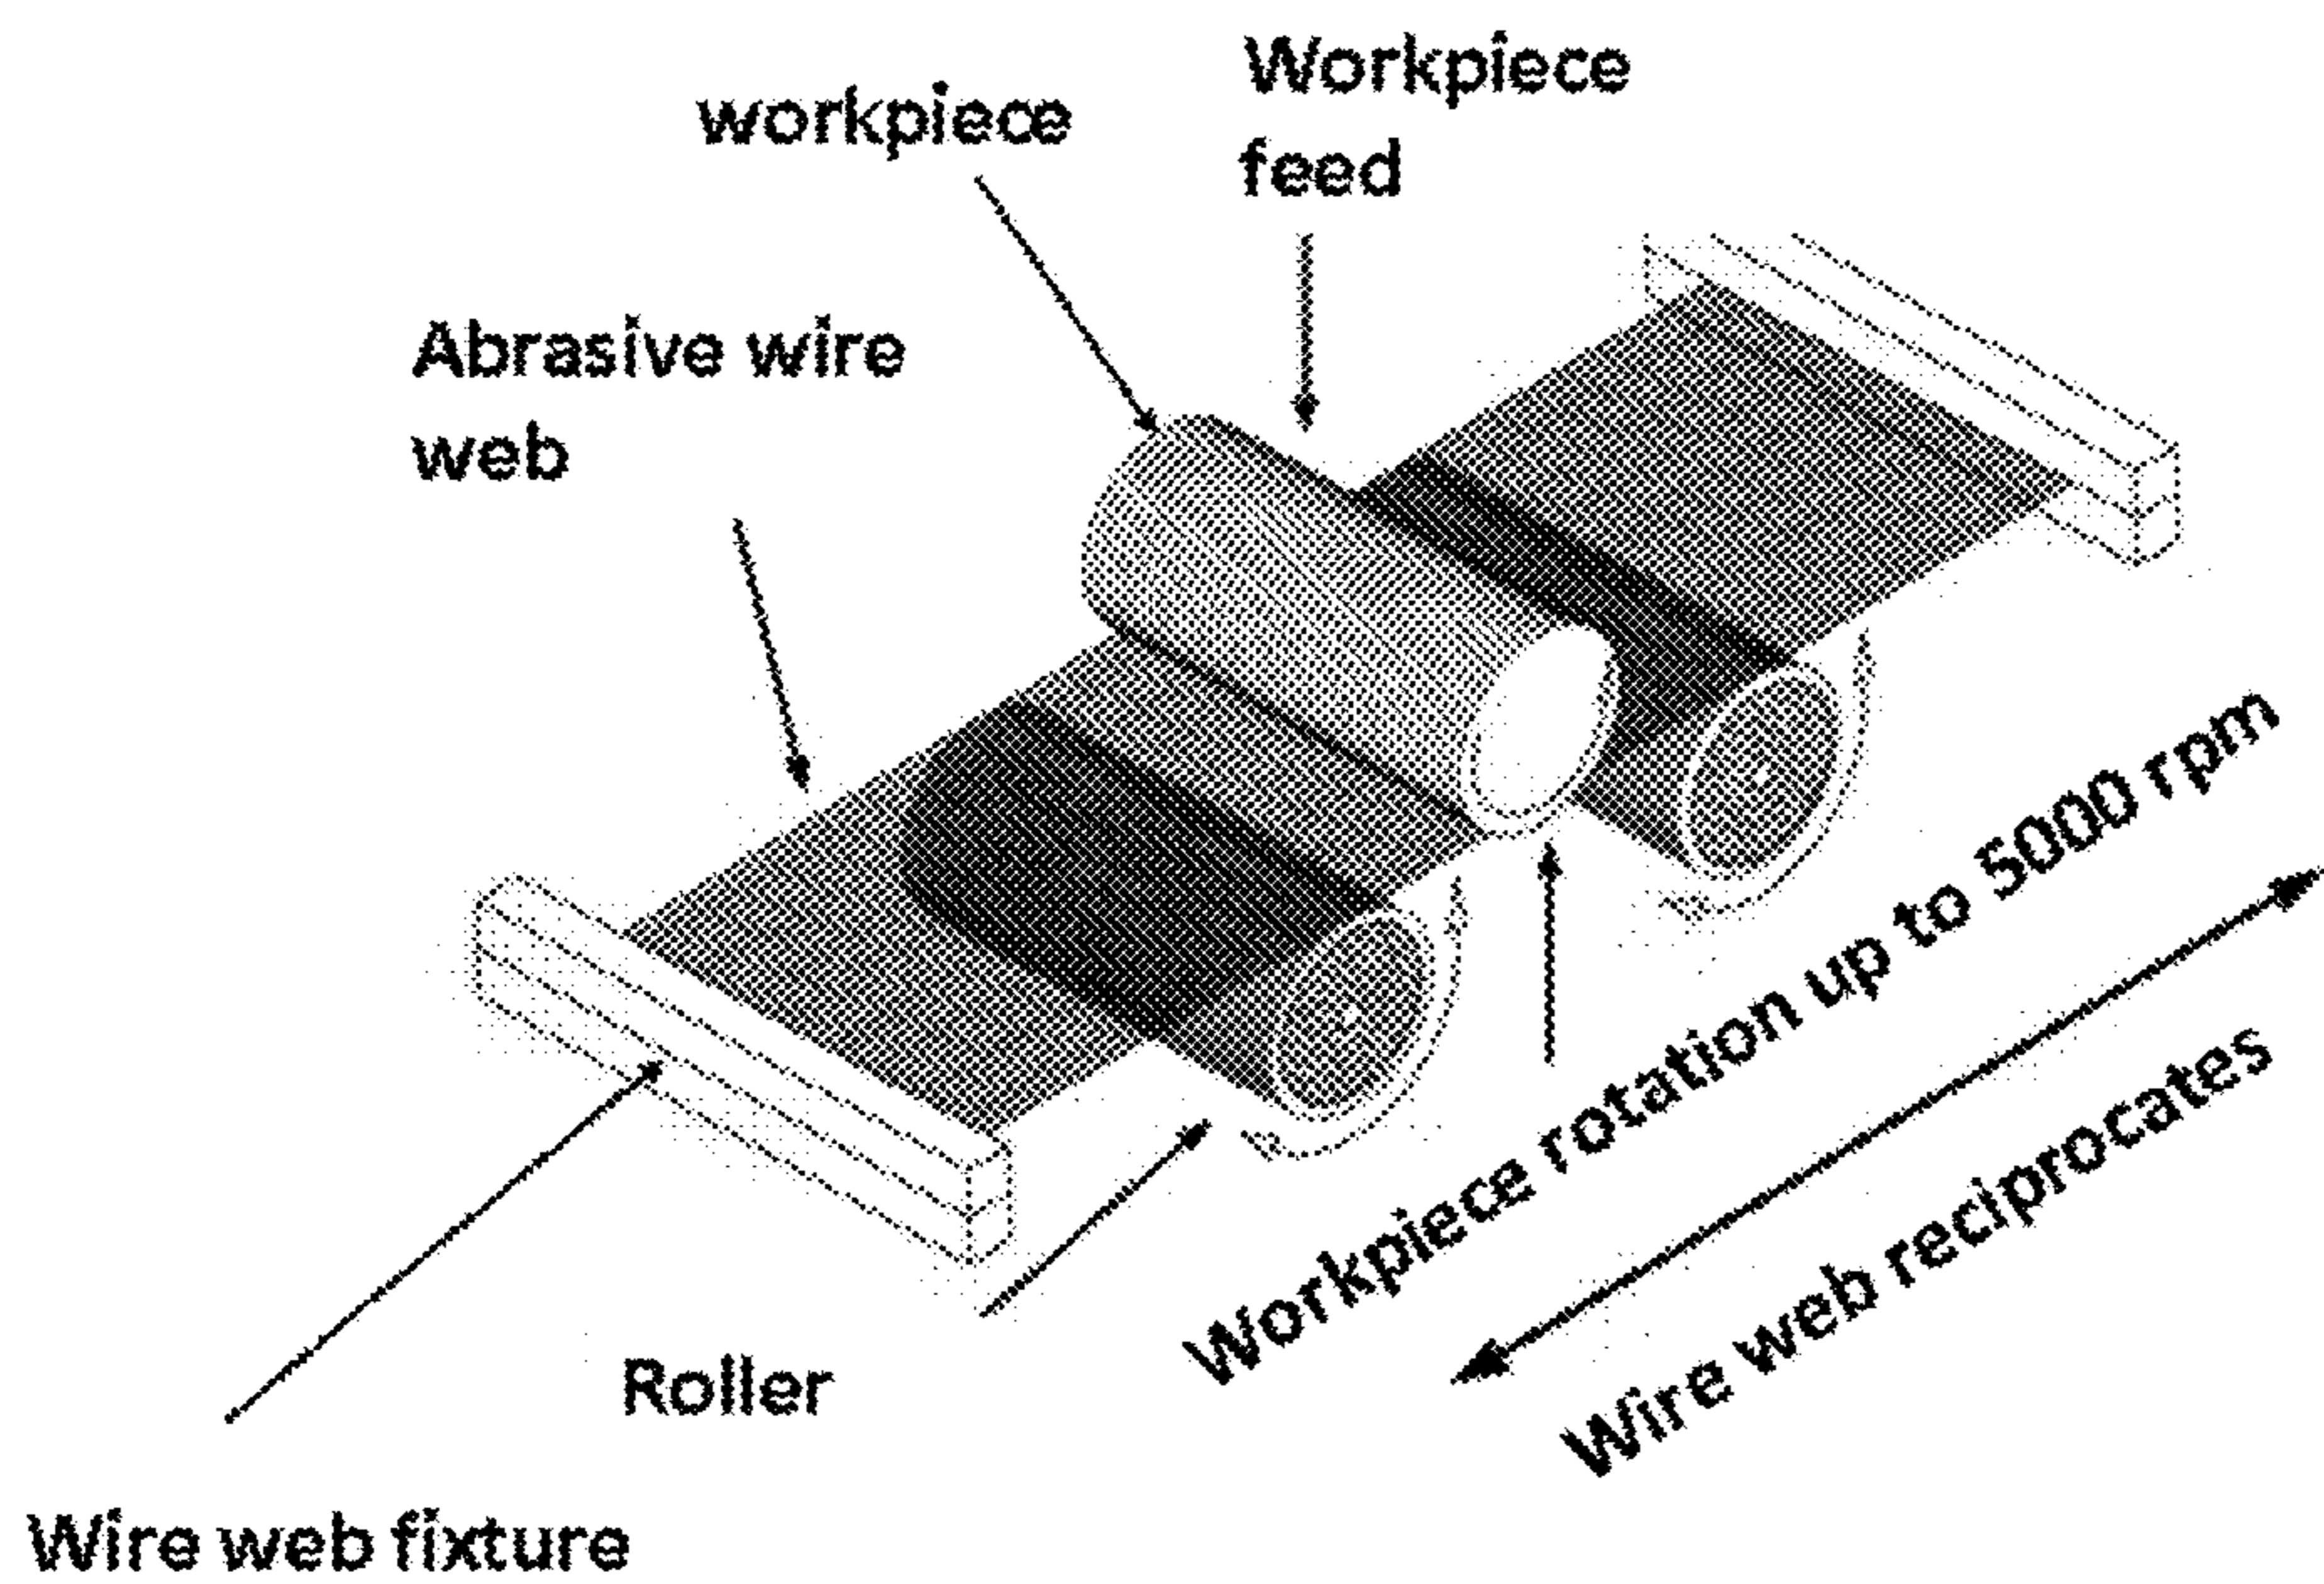 Workpiece
feed
workpiece
Abrasive wire
web
Workpiece rotation up to 5000 rpm
Wire web reciprocates
Roller
Wire web fixture